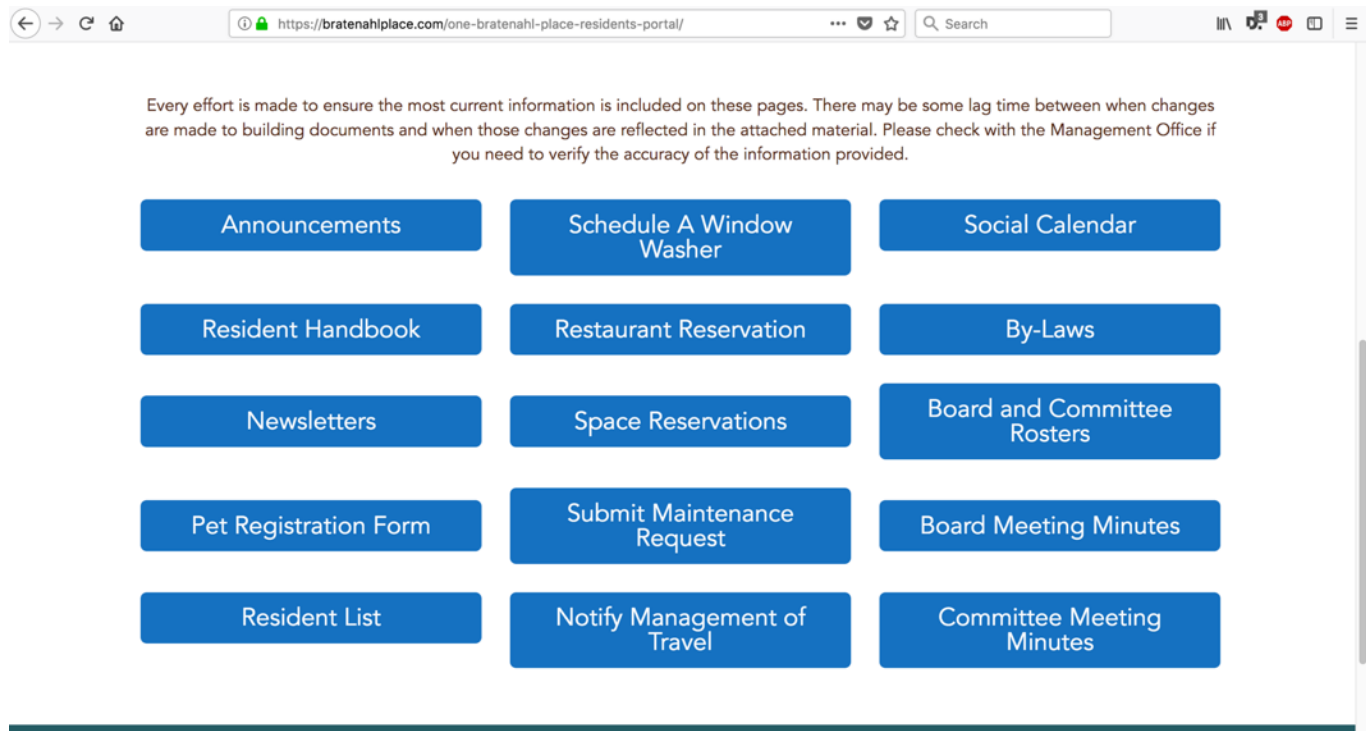 https://bratenahlplace.com/one-bratenahl-place-residents-portal/
Search
3
ABP
Every effort is made to ensure the most current information is included on these pages. There may be some lag time between when changes
are made to building documents and when those changes are reflected in the attached material. Please check with the Management Office if
you need to verify the accuracy of the information provided.
Announcements
Schedule A Window
Washer
Social Calendar
Resident Handbook
Restaurant Reservation
By-Laws
Newsletters
Space Reservations
Board and Committee
Rosters
Pet Registration Form
Submit Maintenance
Request
Board Meeting Minutes
Resident List
Notify Management of
Travel
Committee Meeting
Minutes